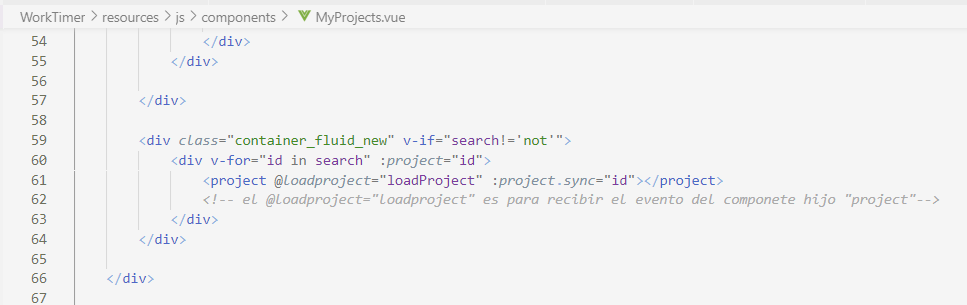 WorkTimer > resources > js > components > MyProjects.vue
54 </div>
55 </div>
56
57 </div>
58
59 <div class="container_fluid_new" v-if="search!='not'">
60 <div v-for="id in search" :project="id">
61 <project @loadproject="loadProject" :project.sync="id"></project>
62 <!-- el @loadproject="loadproject" es para recibir el evento del componete hijo "project"-->
63 </div>
64 </div>
65
66 </div>
67